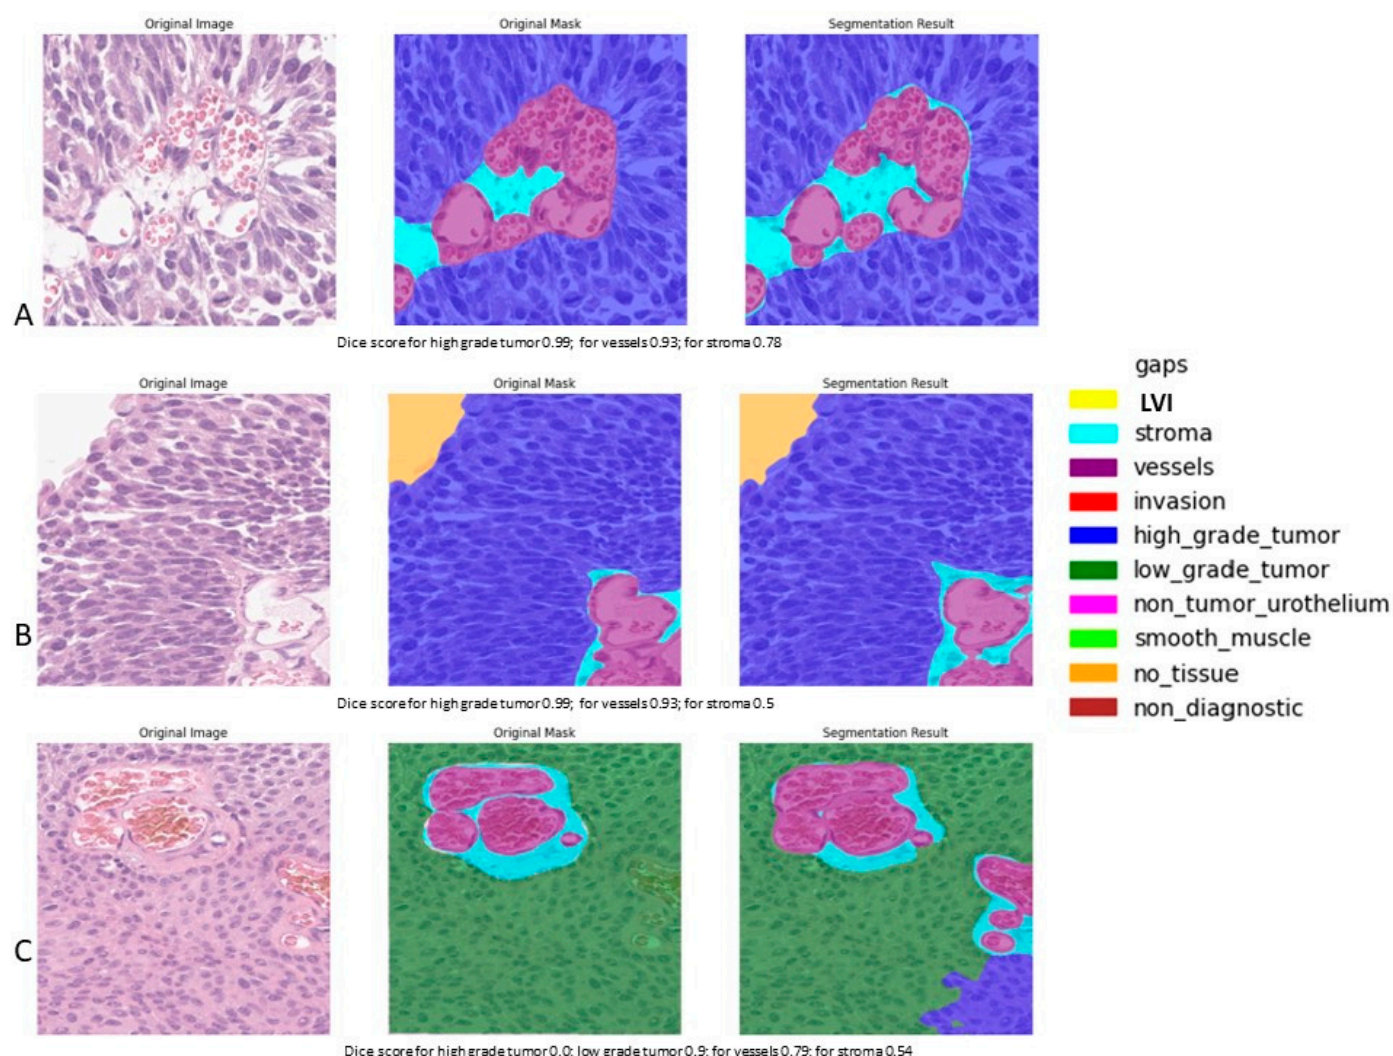 Original Image Original Mask Segmentation Result
A
Dice score for high grade tumor 0.99; for vessels 0.93; for stroma 0.78
Original Image Original Mask Segmentation Result
B
Dice score for high grade tumor 0.99; for vessels 0.93; for stroma 0.5
Original Image Original Mask Segmentation Result
C
Dice score for high grade tumor 0.0; low grade tumor 0.9; for vessels 0.79; for stroma 0.54
gaps
LVI
stroma
vessels
invasion
high_grade_tumor
low_grade_tumor
non_tumor_urothelium
smooth_muscle
no_tissue
non_diagnostic